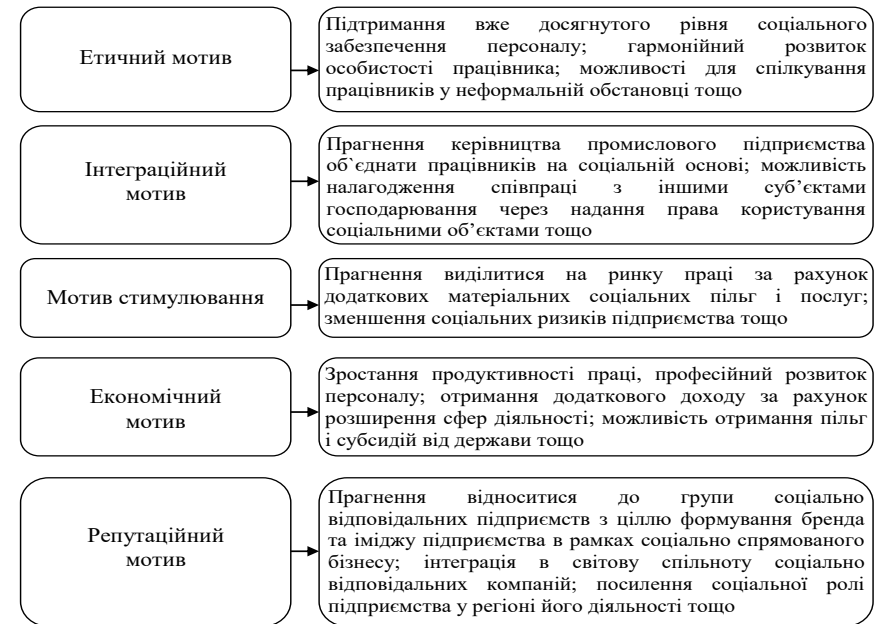 Етичний мотив
Підтримання вже досягнутого рівня соціального
забезпечення персоналу; гармонійний розвиток
особистості працівника; можливості для спілкування
працівників у неформальній обстановці тощо
Інтеграційний
мотив
Прагнення керівництва промислового підприємства
об`єднати працівників на соціальній основі; можливість
налагодження співпраці з іншими суб’єктами
господарювання через надання права користування
соціальними об’єктами тощо
Мотив стимулювання
Прагнення виділитися на ринку праці за рахунок
додаткових матеріальних соціальних пільг і послуг;
зменшення соціальних ризиків підприємства тощо
Економічний
мотив
Зростання продуктивності праці, професійний розвиток
персоналу; отримання додаткового доходу за рахунок
розширення сфер діяльності; можливість отримання пільг
і субсидій від держави тощо
Репутаційний
мотив
Прагнення відноситися до групи соціально
відповідальних підприємств з ціллю формування бренда
та іміджу підприємства в рамках соціально спрямованого
бізнесу; інтеграція в світову спільноту соціально
відповідальних компаній; посилення соціальної ролі
підприємства у регіоні його діяльності тощо